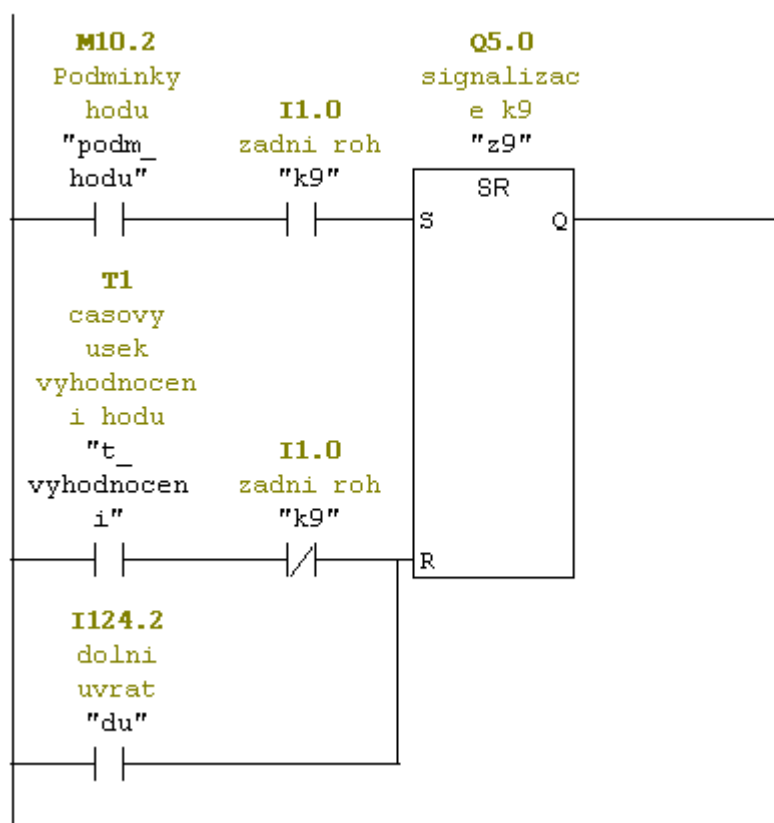 M10.2
Podminky
hodu
"podm_
hodu"
I1.0
zadni roh
"k9"
Q5.0
signalizac
e k9
"z9"
SR
S
Q
T1
casovy
usek
vyhodnocen
i hodu
"t_
vyhodnocen
i"
I1.0
zadni roh
"k9"
R
I124.2
dolni
uvrat
"du"